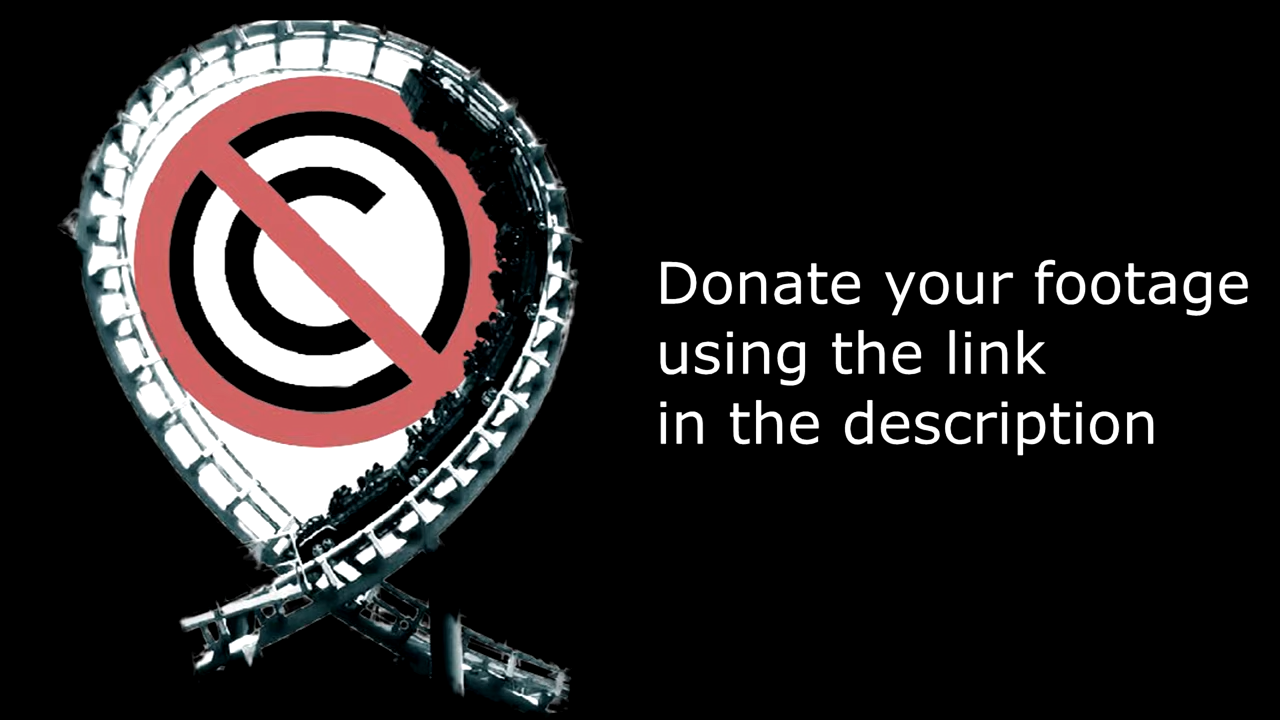 Donate your footage
using the link
in the description